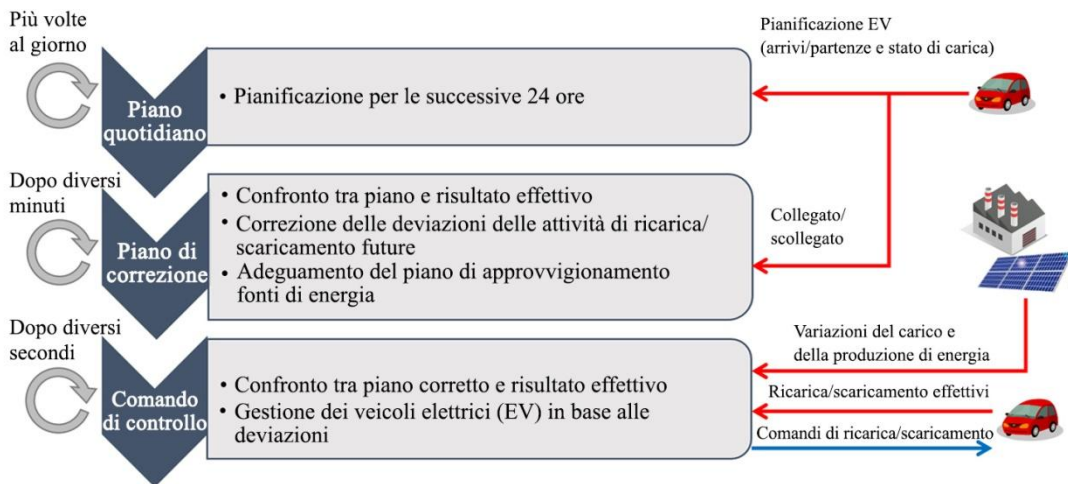 Più volte
al giorno
Pianificazione EV
(arrivi/partenze e stato di carica)
Piano
quotidiano
• Pianificazione per le successive 24 ore
Dopo diversi
minuti
Piano di
correzione
• Confronto tra piano e risultato effettivo
• Correzione delle deviazioni delle attività di ricarica/
scaricamento future
• Adeguamento del piano di approvvigionamento
fonti di energia
Collegato/
scollegato
Dopo diversi
secondi
Variazioni del carico e
della produzione di energia
Comando
di controllo
• Confronto tra piano corretto e risultato effettivo
• Gestione dei veicoli elettrici (EV) in base alle
deviazioni
Ricarica/scaricamento effettivi
Comandi di ricarica/scaricamento